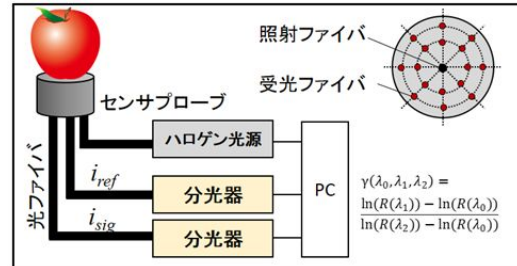 照射ファイバ
受光ファイバ
センサプローブ
光ファイバ
ハロゲン光源
i_ref
分光器
i_sig
分光器
PC
γ(λ₀,λ₁,λ₂) =
ln(R(λ₁)) − ln(R(λ₀))
ln(R(λ₂)) − ln(R(λ₀))